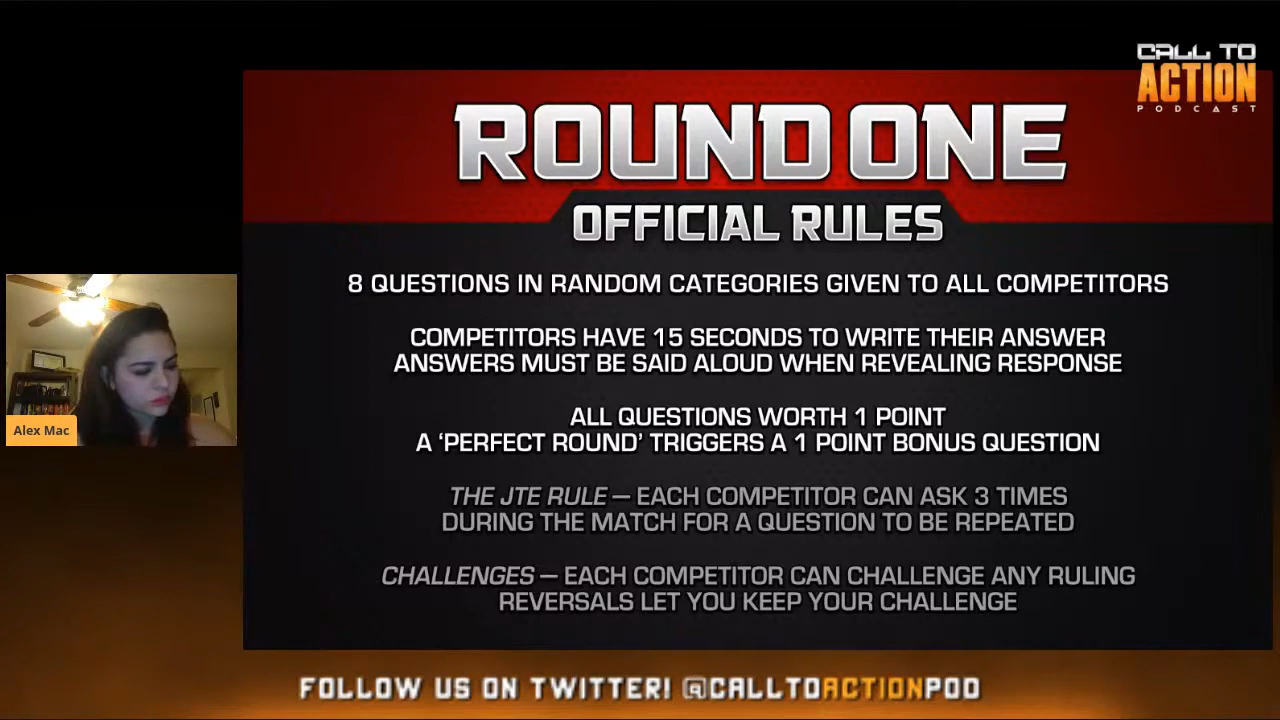 CALL TO
ACTION
PODCAST
ROUND ONE
OFFICIAL RULES
8 QUESTIONS IN RANDOM CATEGORIES GIVEN TO ALL COMPETITORS
COMPETITORS HAVE 15 SECONDS TO WRITE THEIR ANSWER
ANSWERS MUST BE SAID ALOUD WHEN REVEALING RESPONSE
ALL QUESTIONS WORTH 1 POINT
A ‘PERFECT ROUND’ TRIGGERS A 1 POINT BONUS QUESTION
THE JTE RULE – EACH COMPETITOR CAN ASK 3 TIMES
DURING THE MATCH FOR A QUESTION TO BE REPEATED
CHALLENGES – EACH COMPETITOR CAN CHALLENGE ANY RULING
REVERSALS LET YOU KEEP YOUR CHALLENGE
Alex Mac
FOLLOW US ON TWITTER! @CALLTOACTIONPOD